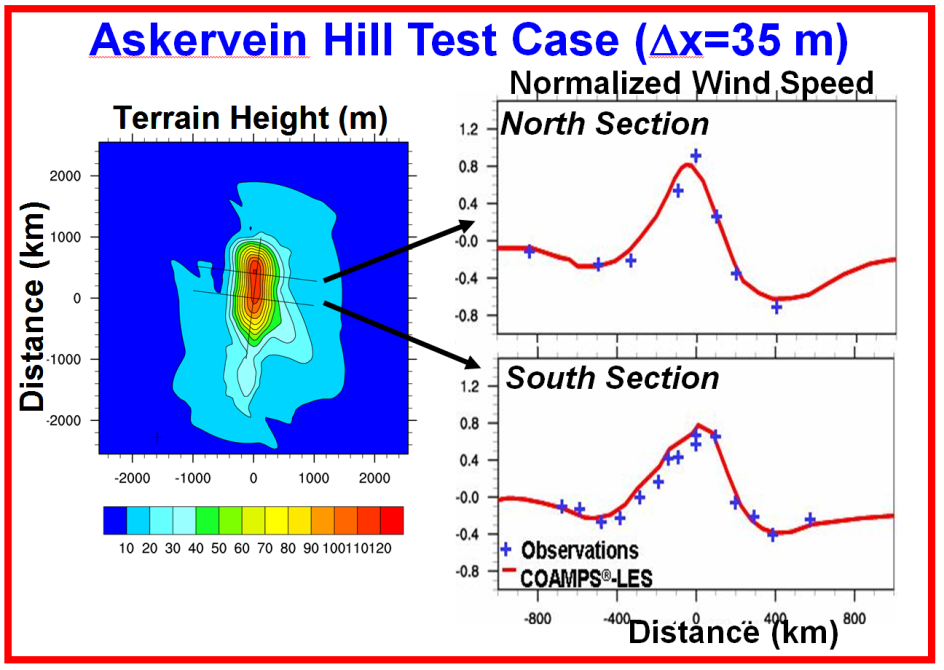 Askervein Hill Test Case (Δx=35 m)
Normalized Wind Speed
Terrain Height (m)
Distance (km)
2000
1000
0
-1000
-2000
-2000 -1000 0 1000 2000
10 20 30 40 50 60 70 80 90 100110120
North Section
1.2
0.8
0.4
-0.0
-0.4
-0.8
South Section
1.2
0.8
0.4
-0.0
-0.4
-0.8
Observations
COAMPS®-LES
-800 -400 0 400 800
Distance (km)